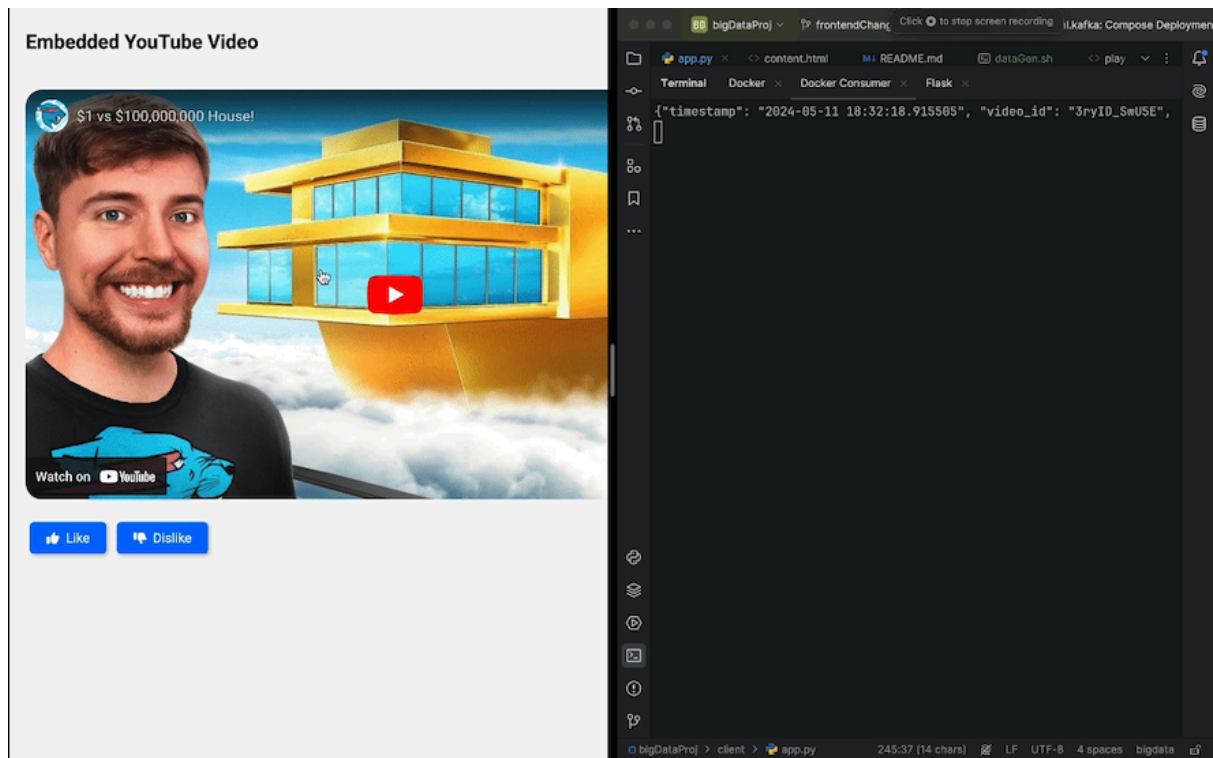 Embedded YouTube Video
$1 vs $100,000,000 House!
Watch on YouTube
Like Dislike
BD bigDataProj frontendChang Click to stop screen recording l.kafka: Compose Deploymen
app.py content.html M↓ README.md dataGen.sh <> play
Terminal Docker Docker Consumer Flask
{"timestamp": "2024-05-11 18:32:18.915505", "video_id": "3ryID_SwU5E",
bigDataProj > client > app.py 245:37 (14 chars) LF UTF-8 4 spaces bigdata